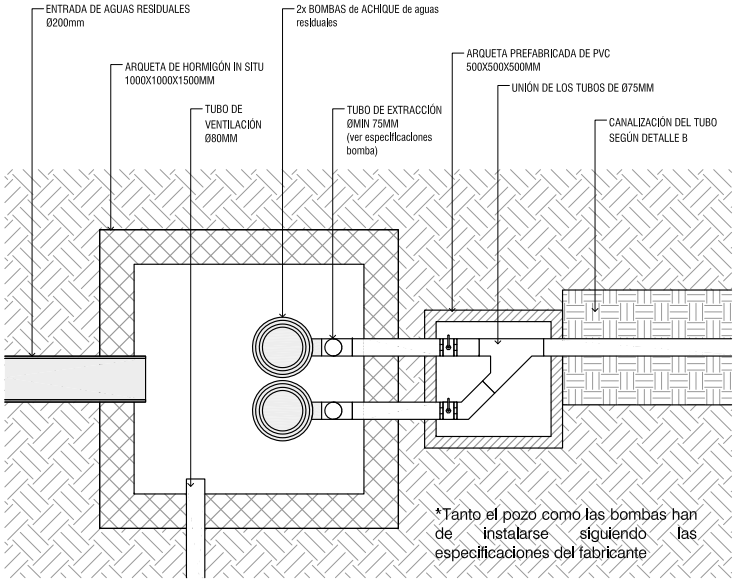 ENTRADA DE AGUAS RESIDUALES
Ø200mm
2x BOMBAS de ACHIQUE de aguas
residuales
ARQUETA DE HORMIGÓN IN SITU
1000X1000X1500MM
ARQUETA PREFABRICADA DE PVC
500X500X500MM
UNIÓN DE LOS TUBOS DE Ø75MM
TUBO DE
VENTILACIÓN
Ø80MM
TUBO DE EXTRACCIÓN
ØMIN 75MM
(ver especificaciones
bomba)
CANALIZACIÓN DEL TUBO
SEGÚN DETALLE B
*Tanto el pozo como las bombas han
de instalarse siguiendo las
especificaciones del fabricante